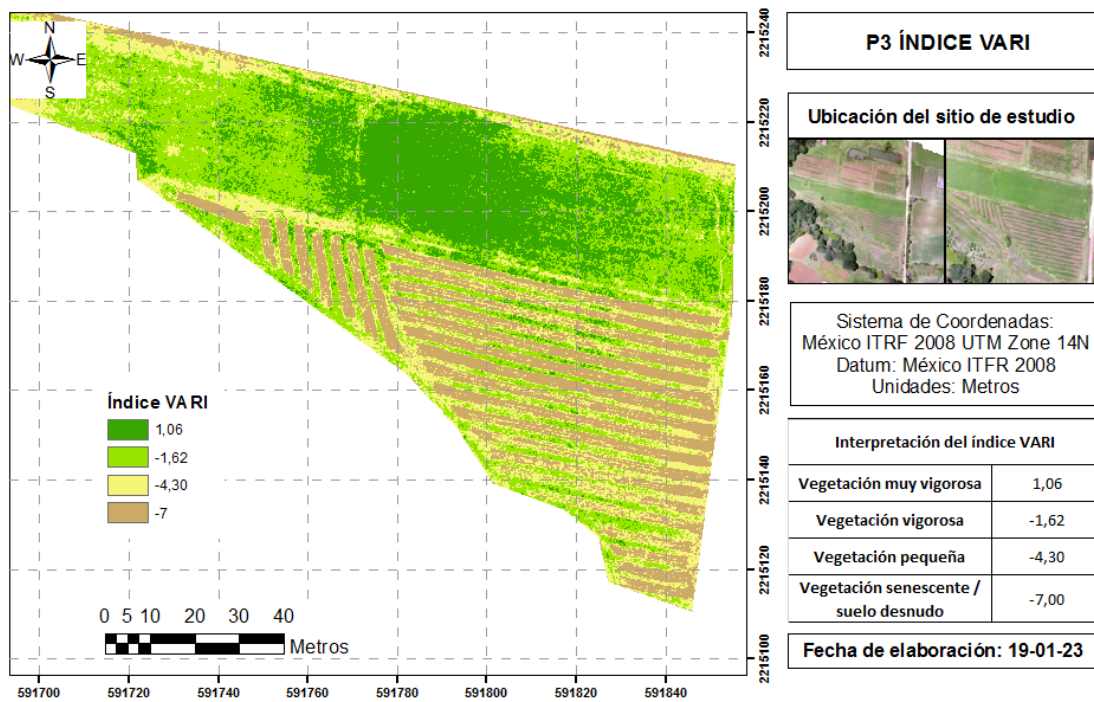 N
W E
S
2215240
2215220
2215200
2215180
2215160
2215140
2215120
2215100
591700 591720 591740 591760 591780 591800 591820 591840
Índice VARI
1,06
-1,62
-4,30
-7
0 5 10 20 30 40
Metros
P3 ÍNDICE VARI
Ubicación del sitio de estudio
Sistema de Coordenadas:
México ITRF 2008 UTM Zone 14N
Datum: México ITFR 2008
Unidades: Metros
Interpretación del índice VARI
Vegetación muy vigorosa 1,06
Vegetación vigorosa -1,62
Vegetación pequeña -4,30
Vegetación senescente /
suelo desnudo -7,00
Fecha de elaboración: 19-01-23